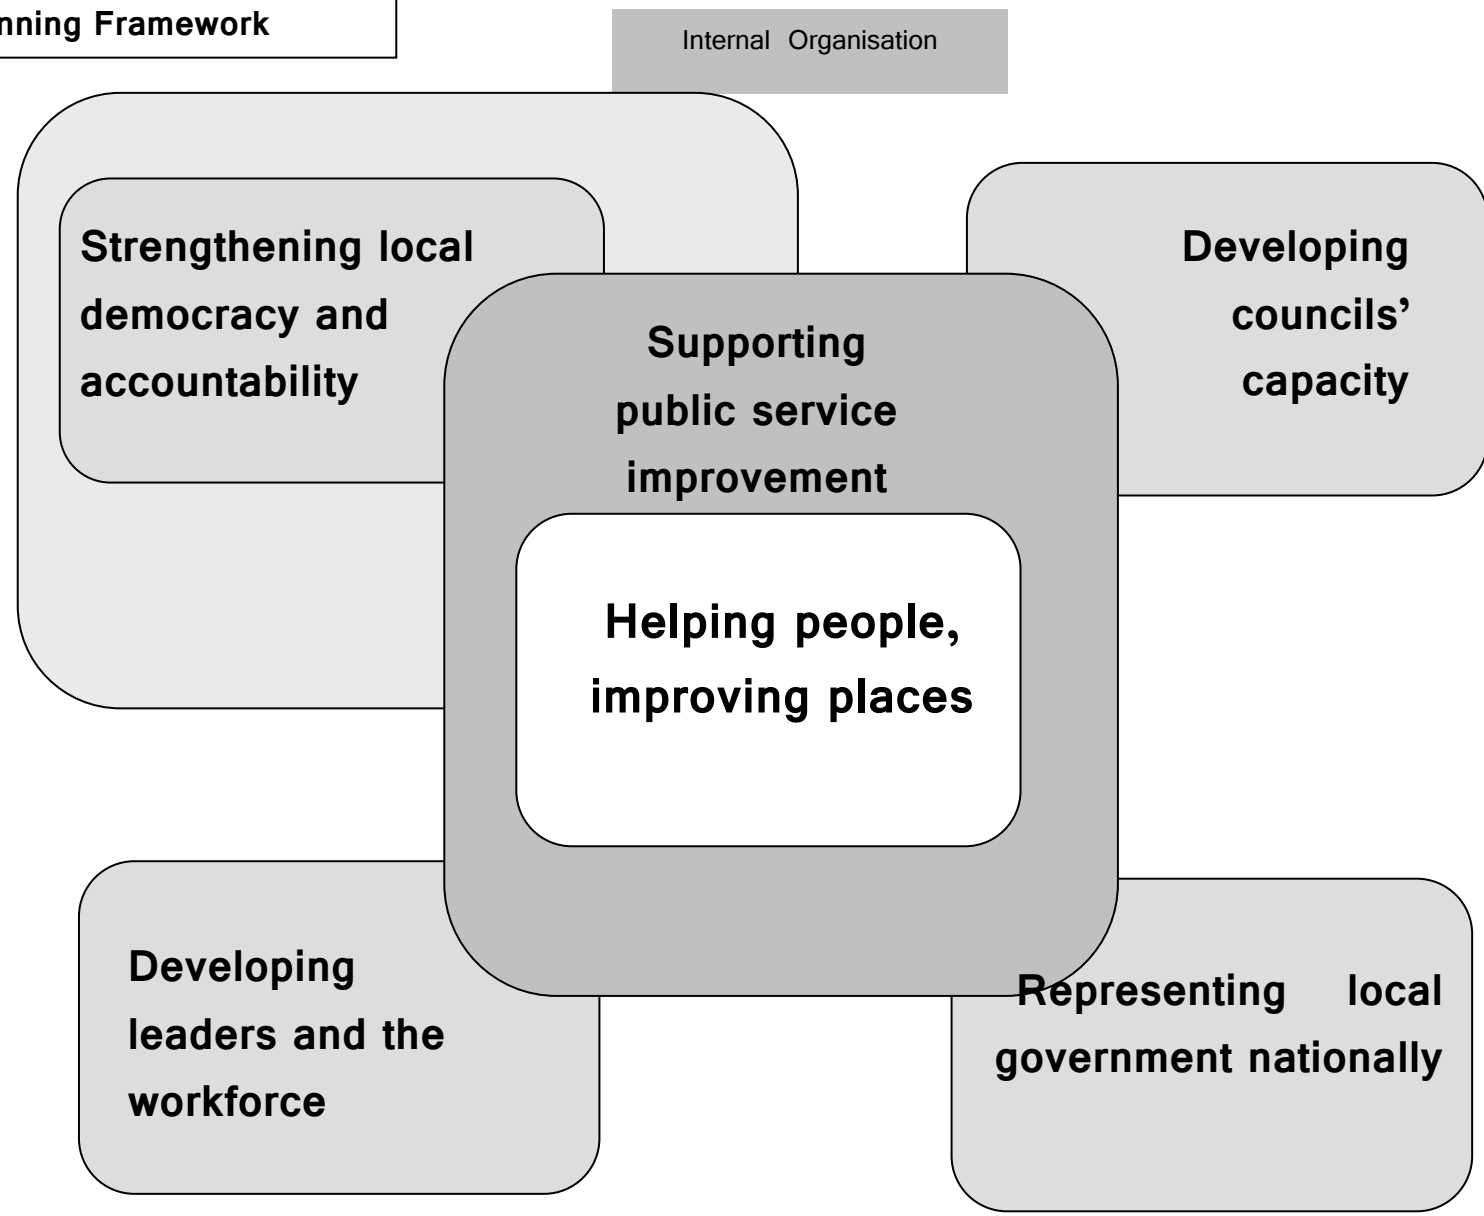 nning Framework
Internal Organisation
Strengthening local
democracy and
accountability
Developing
councils’
capacity
Supporting
public service
improvement
Helping people,
improving places
Developing
leaders and the
workforce
Representing local
government nationally